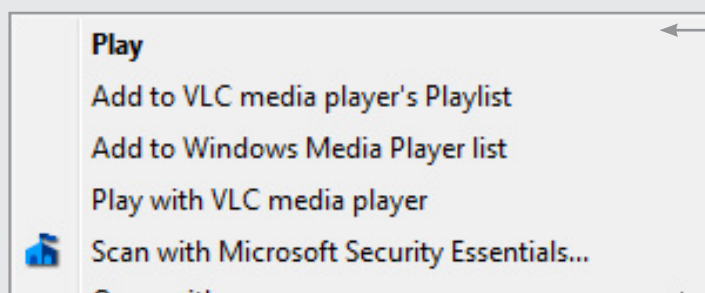 Play
Add to VLC media player's Playlist
Add to Windows Media Player list
Play with VLC media player
Scan with Microsoft Security Essentials...